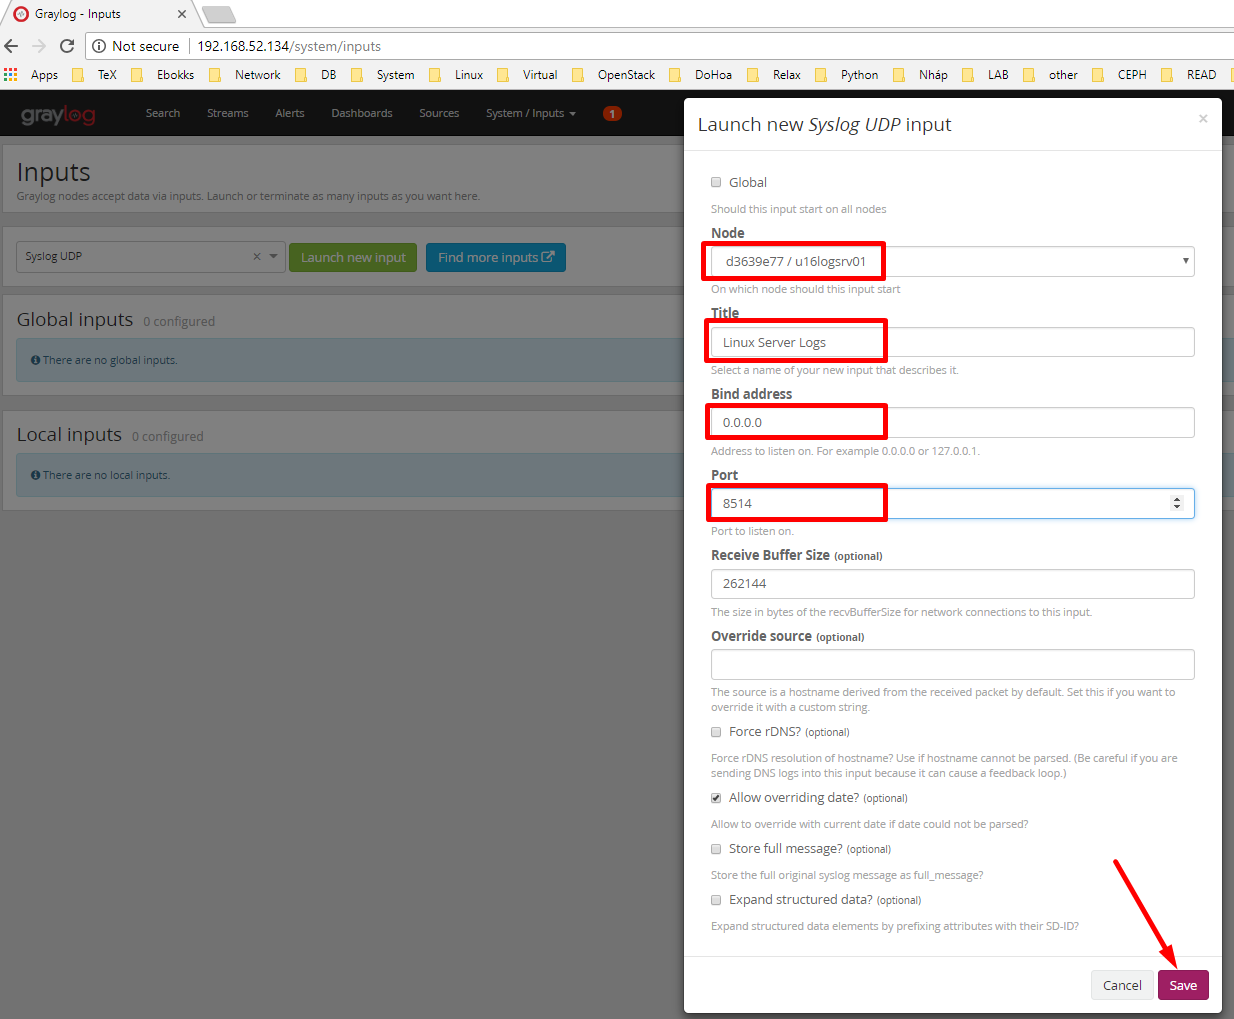 Graylog - Inputs
Not secure 192.168.52.134/system/inputs
Apps TeX Ebokks Network DB System Linux Virtual OpenStack DoHoa Relax Python Nháp LAB other CEPH READ
graylog Search Streams Alerts Dashboards Sources System / Inputs 1
Inputs
Graylog nodes accept data via inputs. Launch or terminate as many inputs as you want here.
Syslog UDP Launch new input Find more inputs
Global inputs 0 configured
There are no global inputs.
Local inputs 0 configured
There are no local inputs.
Launch new Syslog UDP input
Global
Should this input start on all nodes
Node
d3639e77 / u16logsrv01
On which node should this input start
Title
Linux Server Logs
Select a name of your new input that describes it.
Bind address
0.0.0.0
Address to listen on. For example 0.0.0.0 or 127.0.0.1.
Port
8514
Port to listen on.
Receive Buffer Size (optional)
262144
The size in bytes of the recvBufferSize for network connections to this input.
Override source (optional)
The source is a hostname derived from the received packet by default. Set this if you want to
override it with a custom string.
Force rDNS? (optional)
Force rDNS resolution of hostname? Use if hostname cannot be parsed. (Be careful if you are
sending DNS logs into this input because it can cause a feedback loop.)
Allow overriding date? (optional)
Allow to override with current date if date could not be parsed?
Store full message? (optional)
Store the full original syslog message as full_message?
Expand structured data? (optional)
Expand structured data elements by prefixing attributes with their SD-ID?
Cancel Save